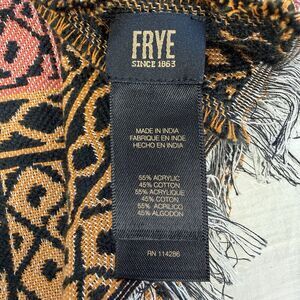 FRYE
SINCE 1863
MADE IN INDIA
FABRIQUE EN INDE
HECHO EN INDIA
55% ACRYLIC
45% COTTON
55% ACRYLIQUE
45% COTON
55% ACRILICO
45% ALGODON
RN 114286